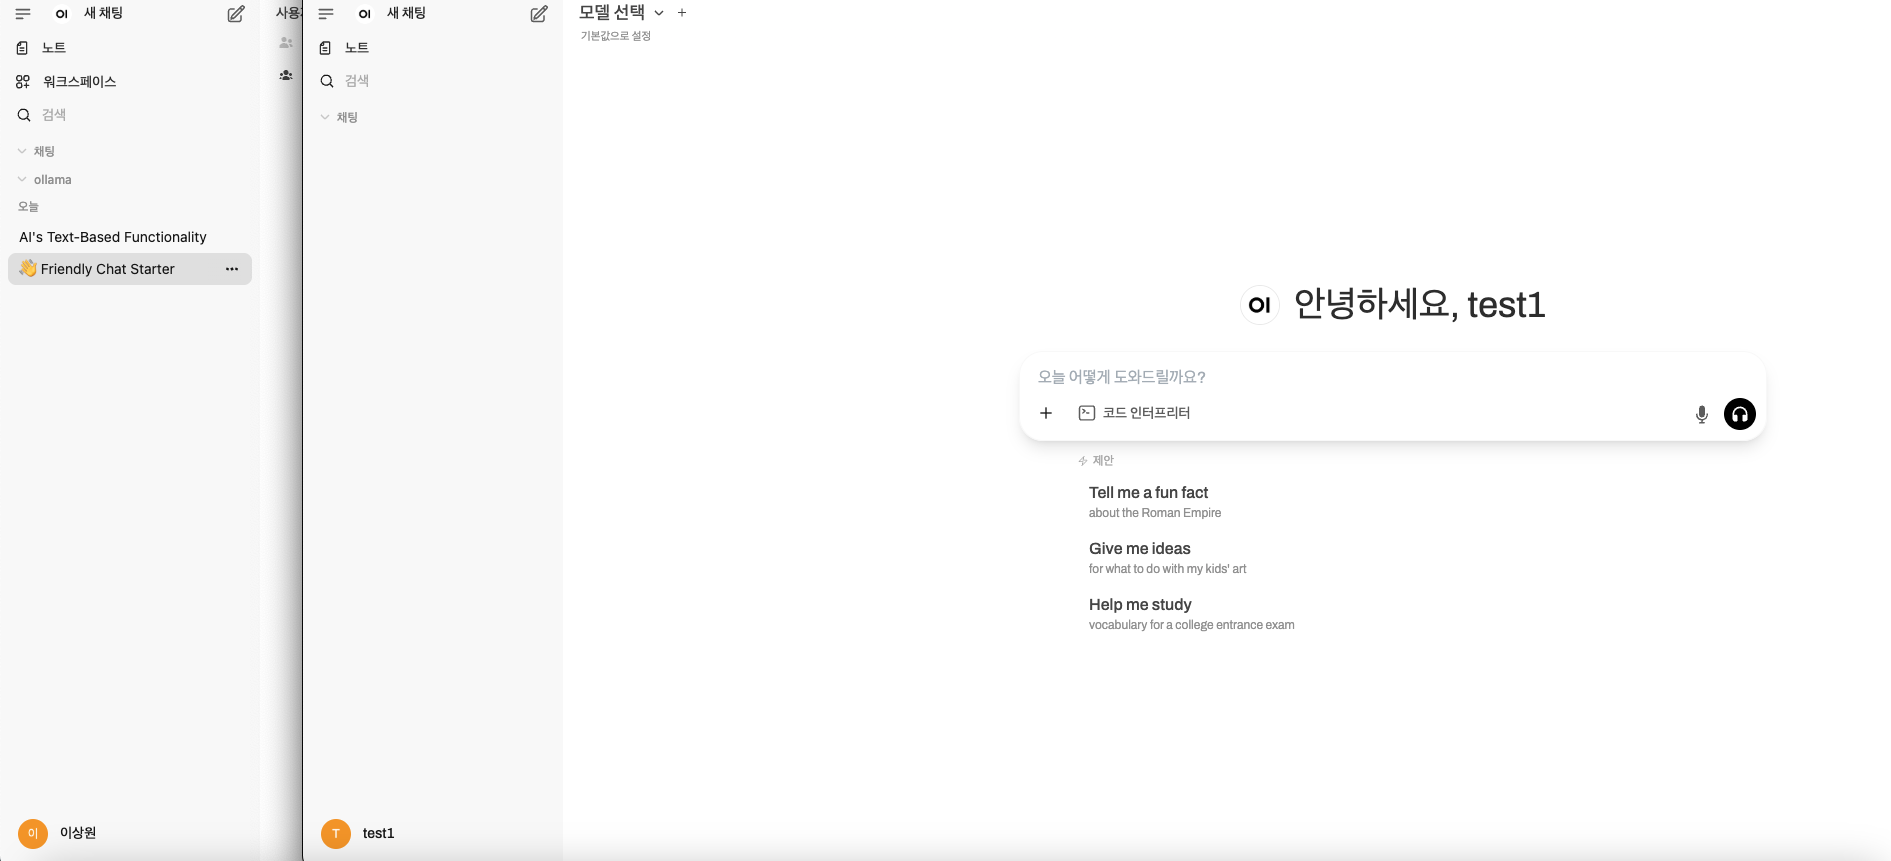 새 채팅
노트
워크스페이스
검색
채팅
ollama
오늘
AI's Text-Based Functionality
👋 Friendly Chat Starter
이 이상원
OI 새 채팅
노트
검색
채팅
T test1
모델 선택
기본값으로 설정
OI 안녕하세요, test1
오늘 어떻게 도와드릴까요?
코드 인터프리터
제안
Tell me a fun fact
about the Roman Empire
Give me ideas
for what to do with my kids' art
Help me study
vocabulary for a college entrance exam